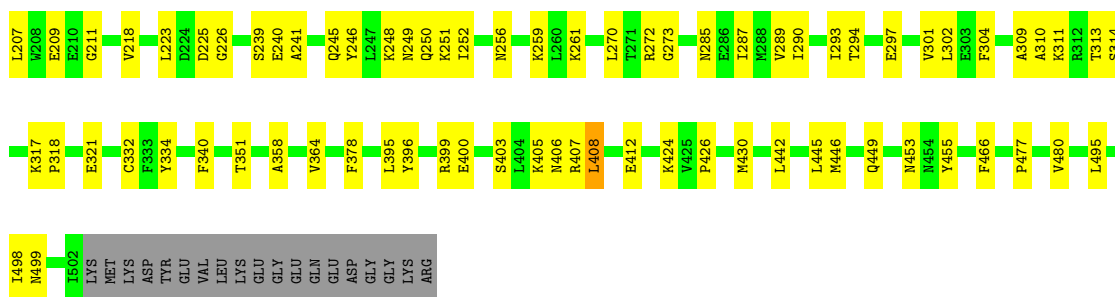 L207 W208 E209 E210 G211 V218 L223 D224 D225 G226 S239 E240 A241 Q245 Y246 L247 K248 N249 Q250 K251 I252 N256 K259 L260 K261 L270 T271 R272 G273 N285 E286 I287 M288 V289 I290 I293 T294 E297 V301 L302 E303 F304 A309 A310 K311 R312 T313 S314
K317 P318 E321 C332 F333 Y334 F340 T351 A358 V364 F378 L395 Y396 R399 E400 S403 L404 K405 N406 R407 L408 E412 K424 V425 P426 M430 L442 L445 M446 Q449 N453 N454 Y455 F466 P477 V480 L495
I498 N499 I502 LYS MET LYS ASP TYR GLU VAL LEU LYS GLU GLY GLU GLN GLU ASP GLY GLY LYS ARG